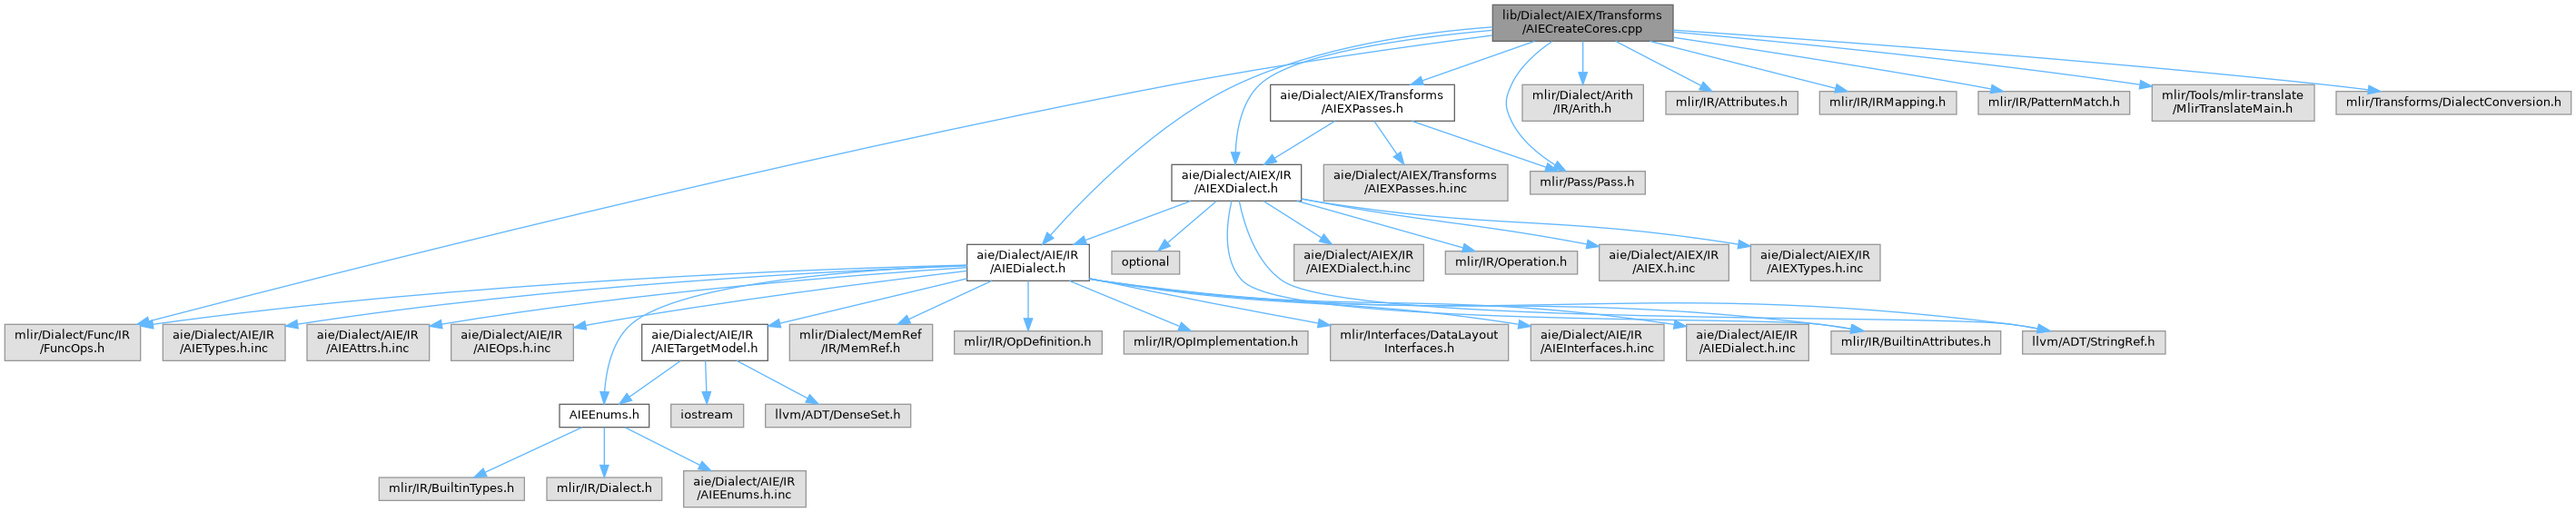 lib/Dialect/AIEX/Transforms
/AIECreateCores.cpp
aie/Dialect/AIEX/Transforms
/AIEXPasses.h
mlir/Dialect/Arith
/IR/Arith.h
mlir/IR/Attributes.h
mlir/IR/IRMapping.h
mlir/IR/PatternMatch.h
mlir/Tools/mlir-translate
/MlirTranslateMain.h
mlir/Transforms/DialectConversion.h
aie/Dialect/AIEX/IR
/AIEXDialect.h
aie/Dialect/AIEX/Transforms
/AIEXPasses.h.inc
mlir/Pass/Pass.h
aie/Dialect/AIE/IR
/AIEDialect.h
optional
aie/Dialect/AIEX/IR
/AIEXDialect.h.inc
mlir/IR/Operation.h
aie/Dialect/AIEX/IR
/AIEX.h.inc
aie/Dialect/AIEX/IR
/AIEXTypes.h.inc
mlir/Dialect/Func/IR
/FuncOps.h
aie/Dialect/AIE/IR
/AIETypes.h.inc
aie/Dialect/AIE/IR
/AIEAttrs.h.inc
aie/Dialect/AIE/IR
/AIEOps.h.inc
aie/Dialect/AIE/IR
/AIETargetModel.h
mlir/Dialect/MemRef
/IR/MemRef.h
mlir/IR/OpDefinition.h
mlir/IR/OpImplementation.h
mlir/Interfaces/DataLayout
Interfaces.h
aie/Dialect/AIE/IR
/AIEInterfaces.h.inc
aie/Dialect/AIE/IR
/AIEDialect.h.inc
mlir/IR/BuiltinAttributes.h
llvm/ADT/StringRef.h
AIEEnums.h
iostream
llvm/ADT/DenseSet.h
mlir/IR/BuiltinTypes.h
mlir/IR/Dialect.h
aie/Dialect/AIE/IR
/AIEEnums.h.inc